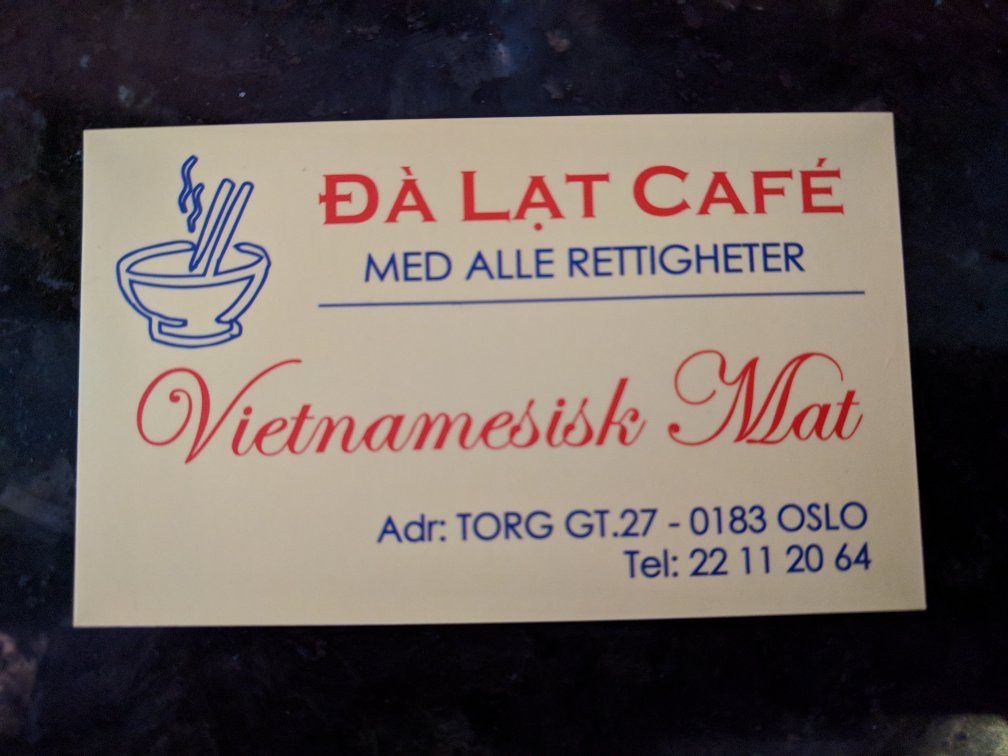 ĐÀ LẠT CAFÉ
MED ALLE RETTIGHETER
Vietnamesisk Mat
Adr: TORG GT.27 - 0183 OSLO
Tel: 22 11 20 64